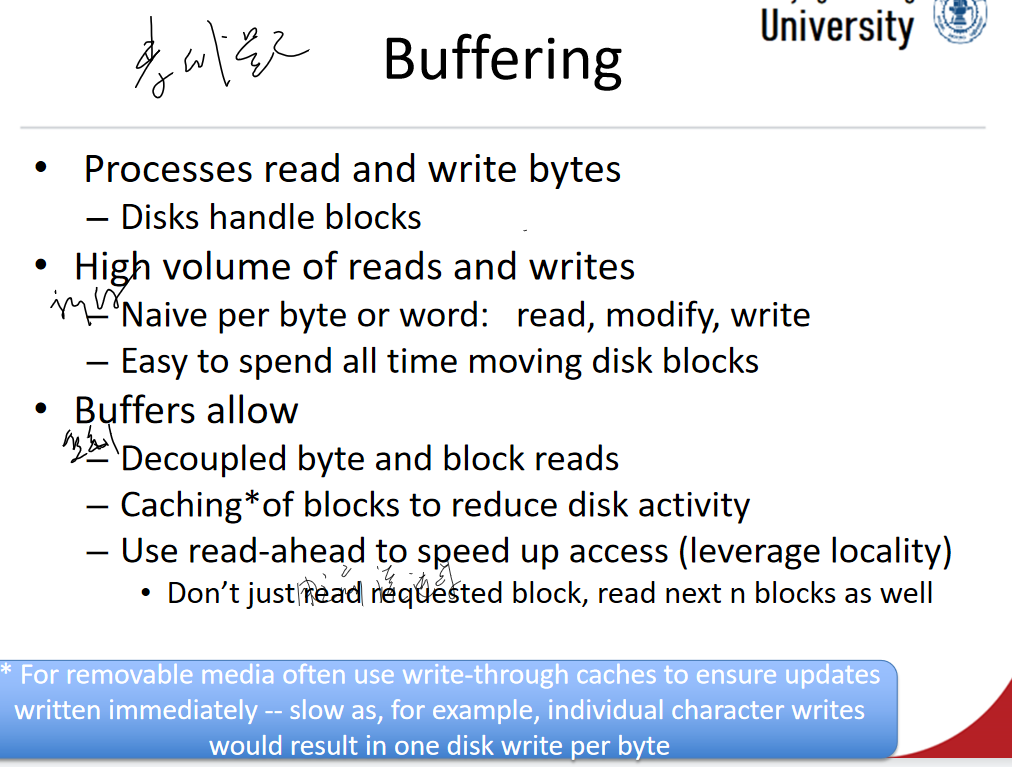 University
Buffering
• Processes read and write bytes
– Disks handle blocks
• High volume of reads and writes
– Naive per byte or word: read, modify, write
– Easy to spend all time moving disk blocks
• Buffers allow
– Decoupled byte and block reads
– Caching*of blocks to reduce disk activity
– Use read-ahead to speed up access (leverage locality)
• Don’t just read requested block, read next n blocks as well
* For removable media often use write-through caches to ensure updates
written immediately -- slow as, for example, individual character writes
would result in one disk write per byte